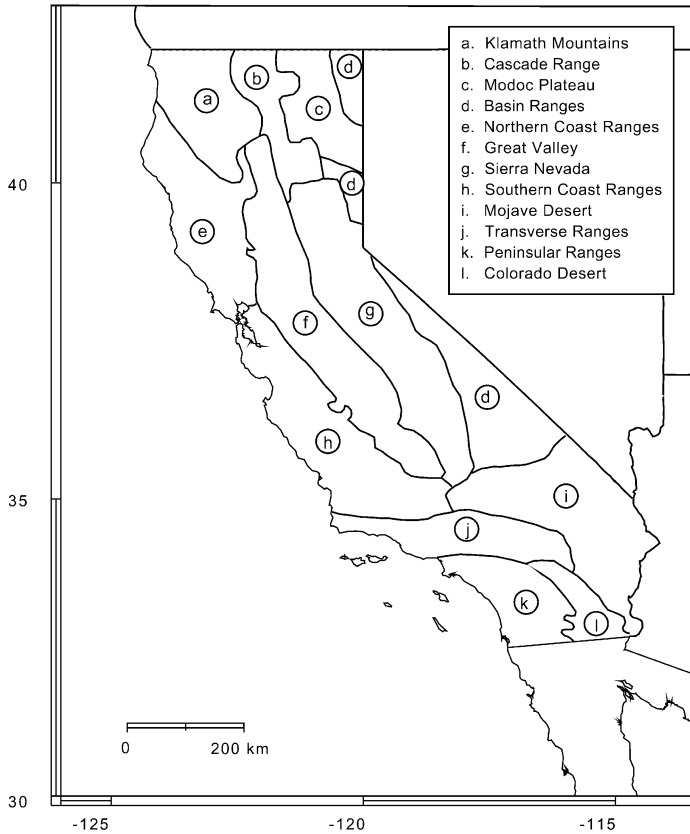 a. Klamath Mountains
b. Cascade Range
c. Modoc Plateau
d. Basin Ranges
e. Northern Coast Ranges
f. Great Valley
g. Sierra Nevada
h. Southern Coast Ranges
i. Mojave Desert
j. Transverse Ranges
k. Peninsular Ranges
l. Colorado Desert
d
b
a
c
40
d
e
g
f
d
h
35
i
j
k
l
0 200 km
30
-125 -120 -115